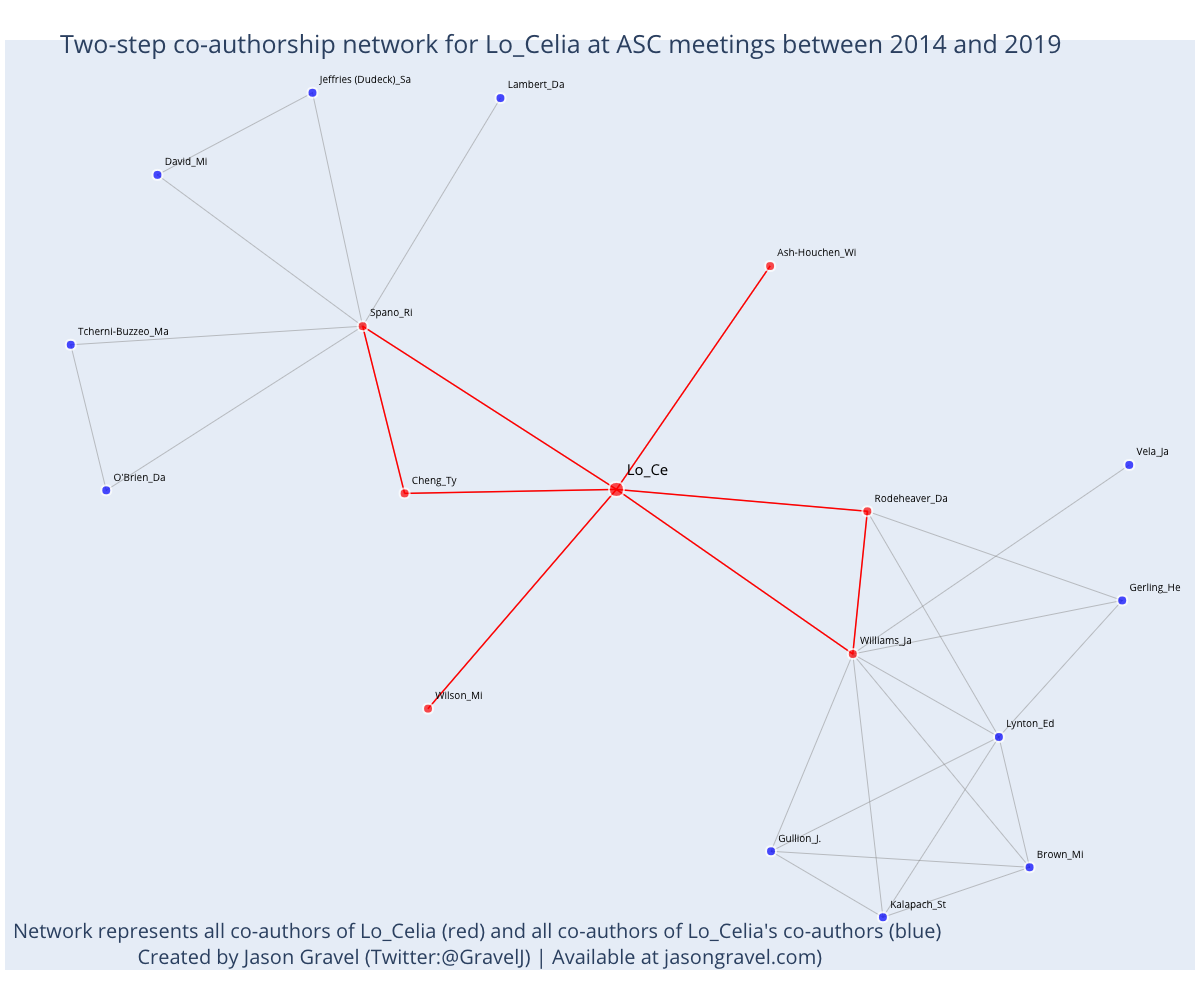 Two-step co-authorship network for Lo_Celia at ASC meetings between 2014 and 2019
Jeffries (Dudeck)_Sa
Lambert_Da
David_Mi
Ash-Houchen_Wi
Spano_Ri
Tcherni-Buzzeo_Ma
Vela_Ja
Lo_Ce
O'Brien_Da
Cheng_Ty
Rodeheaver_Da
Gerling_He
Williams_Ja
Wilson_Mi
Lynton_Ed
Gullion_J.
Brown_Mi
Kalapach_St
Network represents all co-authors of Lo_Celia (red) and all co-authors of Lo_Celia's co-authors (blue)
Created by Jason Gravel (Twitter:@GravelJ) | Available at jasongravel.com)